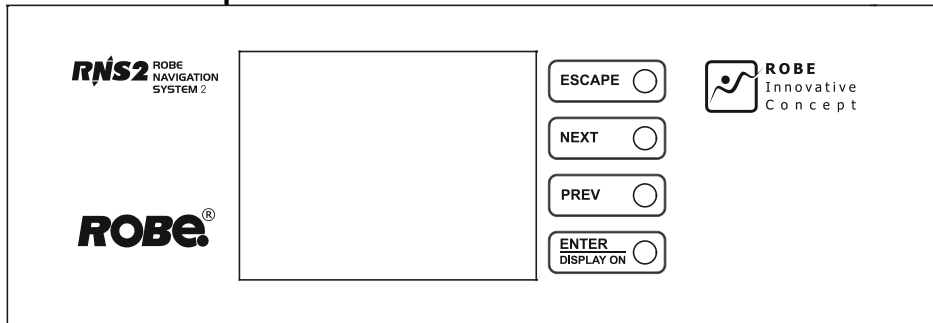 RNS2 ROBE
NAVIGATION
SYSTEM 2
ROBE®
ESCAPE
NEXT
PREV
ENTER
DISPLAY ON
ROBE
Innovative
Concept